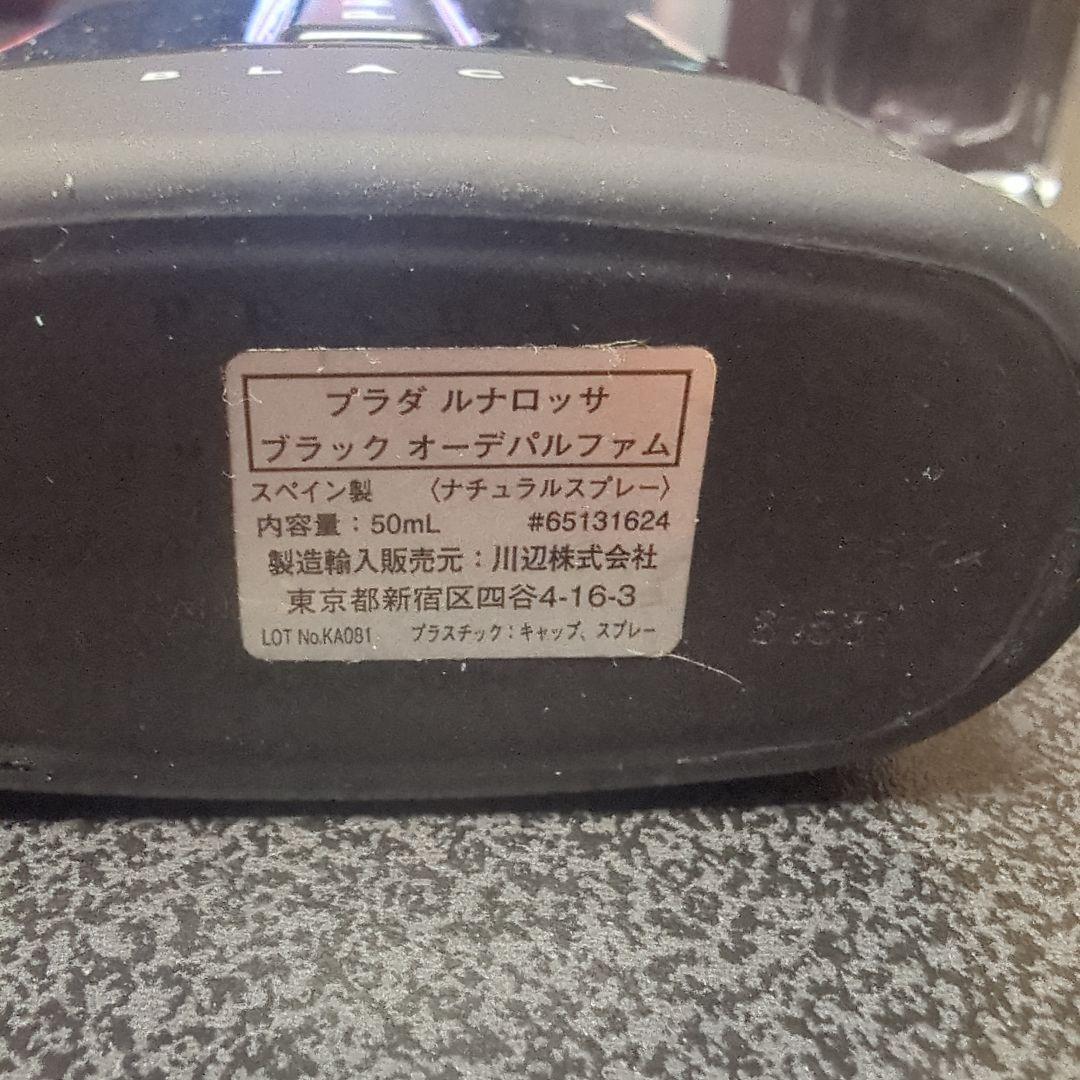 BLACK
プラダ ルナロッサ
ブラック オーデパルファム
スペイン製 〈ナチュラルスプレー〉
内容量：50mL #65131624
製造輸入販売元：川辺株式会社
東京都新宿区四谷4-16-3
LOT No.KA081 プラスチック：キャップ、スプレー